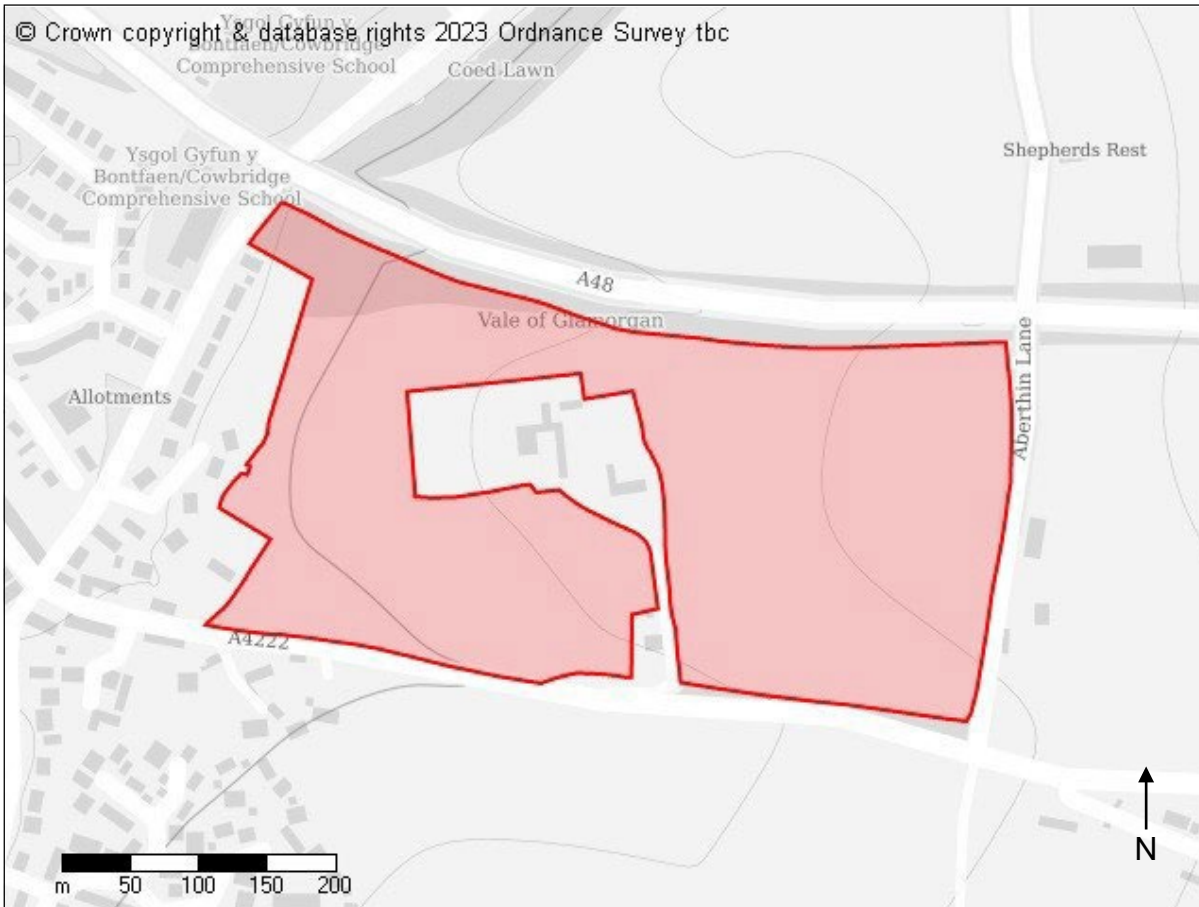 © Crown copyright & database rights 2023 Ordnance Survey tbc
Ysgol Gyfun y
Bontfaen/Cowbridge
Comprehensive School
Coed Lawn
Ysgol Gyfun y
Bontfaen/Cowbridge
Comprehensive School
Shepherds Rest
A48
Vale of Glamorgan
Allotments
Aberthin Lane
A4222
m 50 100 150 200
N